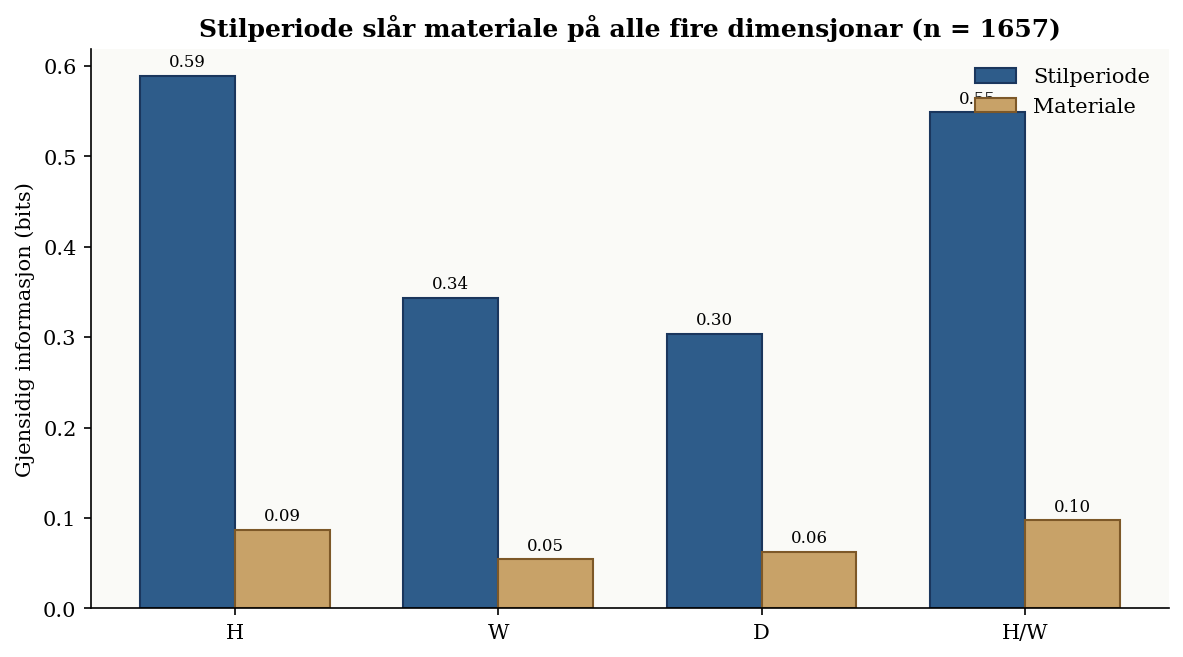 Stilperiode slår materiale på alle fire dimensjonar (n = 1657)
Gjensidig informasjon (bits)
0.6
0.5
0.4
0.3
0.2
0.1
0.0
0.59
0.09
0.34
0.05
0.30
0.06
0.55
0.10
Stilperiode
Materiale
H
W
D
H/W